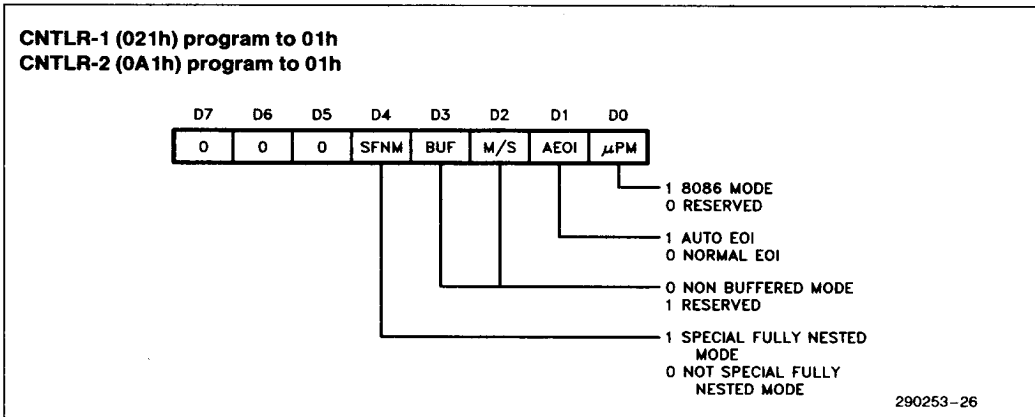 CNTLR-1 (021h) program to 01h
CNTLR-2 (0A1h) program to 01h
D7 D6 D5 D4 D3 D2 D1 D0
0 0 0 SFNM BUF M/S AEOI μPM
1 8086 MODE
0 RESERVED
1 AUTO EOI
0 NORMAL EOI
0 NON BUFFERED MODE
1 RESERVED
1 SPECIAL FULLY NESTED
MODE
0 NOT SPECIAL FULLY
NESTED MODE
290253-26